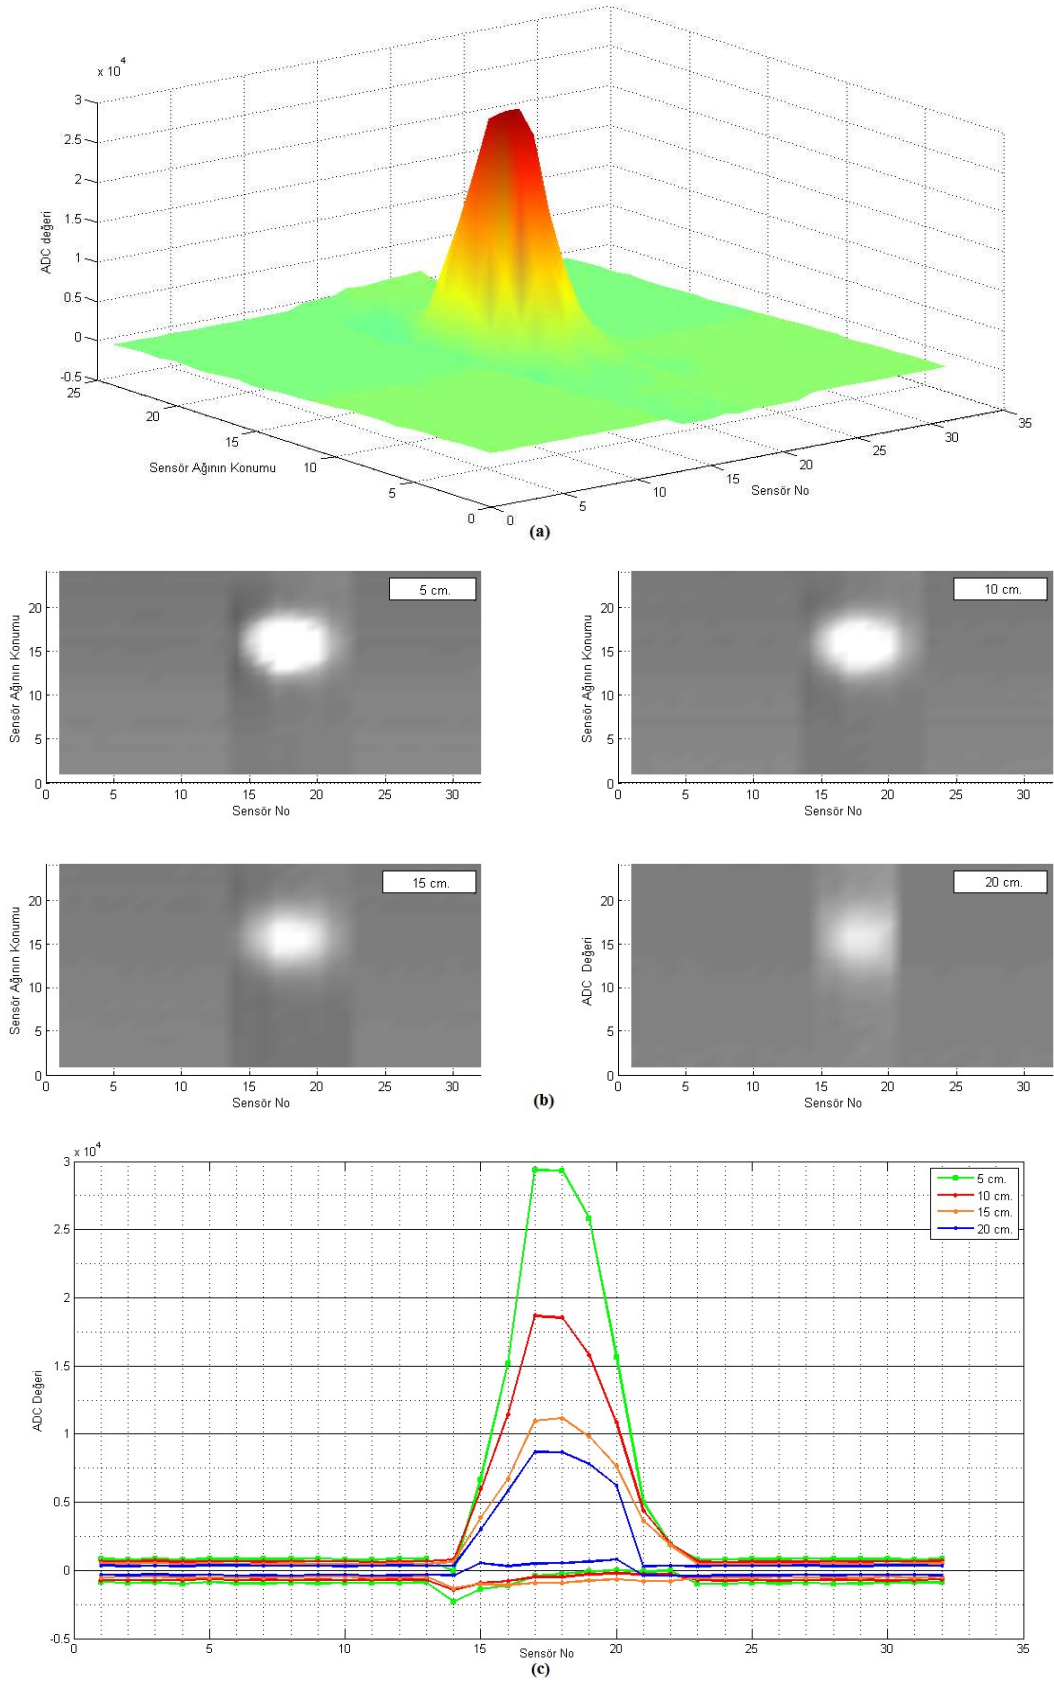 x 10^4
3
2.5
2
1.5
1
0.5
0
-0.5
ADC değeri
25
20
15
10
5
0
Sensör Ağının Konumu
0
5
10
15
20
25
30
35
Sensör No
(a)
5 cm.
20
15
10
5
0
Sensör Ağının Konumu
0 5 10 15 20 25 30
Sensör No
10 cm.
20
15
10
5
0
Sensör Ağının Konumu
0 5 10 15 20 25 30
Sensör No
15 cm.
20
15
10
5
0
Sensör Ağının Konumu
0 5 10 15 20 25 30
Sensör No
20 cm.
20
15
10
5
0
ADC Değeri
0 5 10 15 20 25 30
Sensör No
(b)
x 10^4
3
2.5
2
1.5
1
0.5
0
-0.5
ADC Değeri
5 cm.
10 cm.
15 cm.
20 cm.
0 5 10 15 20 25 30 35
Sensör No
(c)